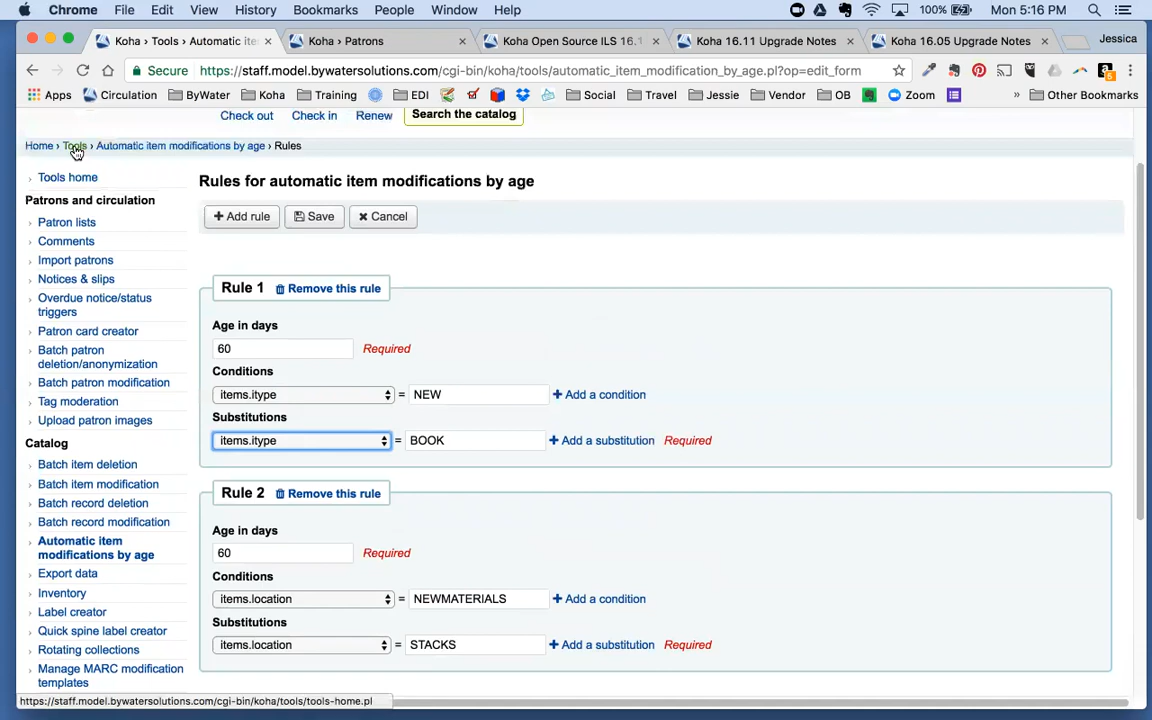 Chrome File Edit View History Bookmarks People Window Help 100% Mon 5:16 PM
Koha › Tools › Automatic ite × Koha › Patrons × Koha Open Source ILS 16.1 × Koha 16.11 Upgrade Notes × Koha 16.05 Upgrade Notes × Jessica
Secure https://staff.model.bywatersolutions.com/cgi-bin/koha/tools/automatic_item_modification_by_age.pl?op=edit_form
Apps Circulation ByWater Koha Training EDI Social Travel Jessie Vendor OB Zoom » Other Bookmarks
Check out Check in Renew Search the catalog
Home › Tools › Automatic item modifications by age › Rules
Tools home
Patrons and circulation
Patron lists
Comments
Import patrons
Notices & slips
Overdue notice/status
triggers
Patron card creator
Batch patron
deletion/anonymization
Batch patron modification
Tag moderation
Upload patron images
Catalog
Batch item deletion
Batch item modification
Batch record deletion
Batch record modification
Automatic item
modifications by age
Export data
Inventory
Label creator
Quick spine label creator
Rotating collections
Manage MARC modification
templates
Rules for automatic item modifications by age
+ Add rule Save × Cancel
Rule 1 Remove this rule
Age in days
60 Required
Conditions
items.itype = NEW + Add a condition
Substitutions
items.itype = BOOK + Add a substitution Required
Rule 2 Remove this rule
Age in days
60 Required
Conditions
items.location = NEWMATERIALS + Add a condition
Substitutions
items.location = STACKS + Add a substitution Required
https://staff.model.bywatersolutions.com/cgi-bin/koha/tools/tools-home.pl